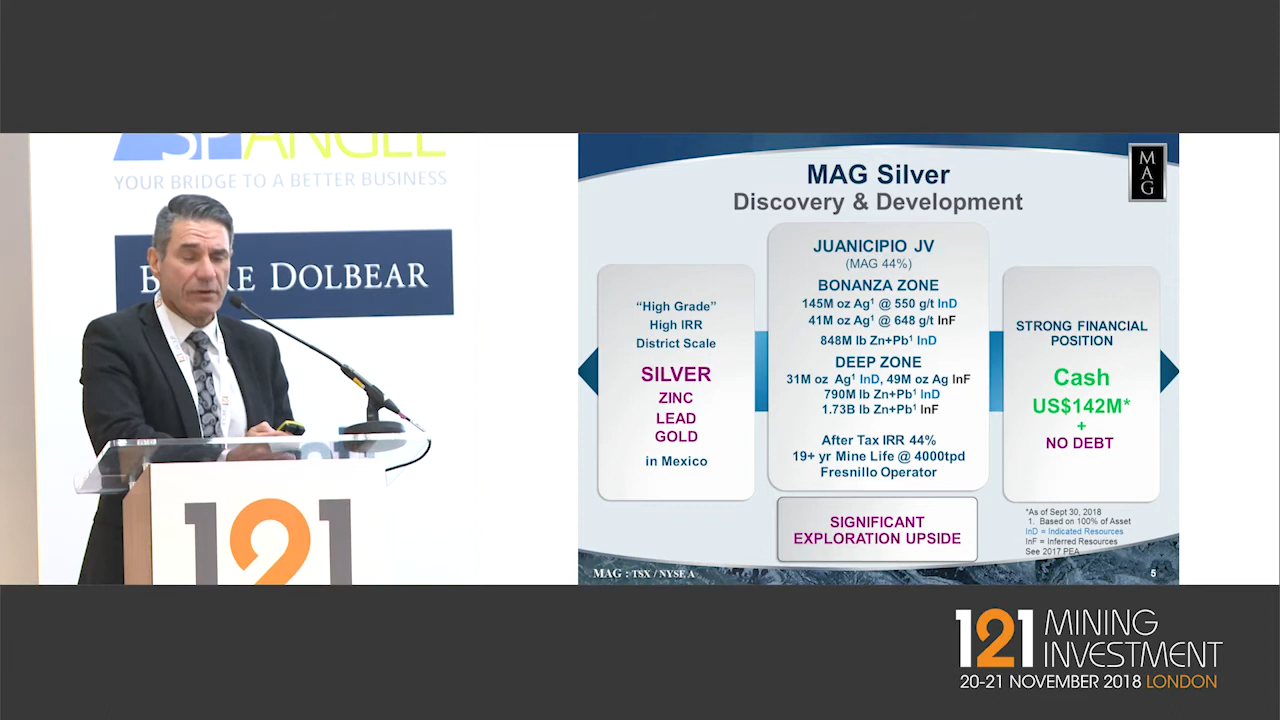 SP ANGEL
YOUR BRIDGE TO A BETTER BUSINESS
DOLBEAR
121
MAG Silver
Discovery & Development
MAG
"High Grade"
High IRR
District Scale
SILVER
ZINC
LEAD
GOLD
in Mexico
JUANICIPIO JV
(MAG 44%)
BONANZA ZONE
145M oz Ag¹ @ 550 g/t InD
41M oz Ag¹ @ 648 g/t InF
848M lb Zn+Pb¹ InD
DEEP ZONE
31M oz Ag¹ InD, 49M oz Ag InF
790M lb Zn+Pb¹ InD
1.73B lb Zn+Pb¹ InF
After Tax IRR 44%
19+ yr Mine Life @ 4000tpd
Fresnillo Operator
SIGNIFICANT
EXPLORATION UPSIDE
STRONG FINANCIAL
POSITION
Cash
US$142M*
+
NO DEBT
*As of Sept 30, 2018
1. Based on 100% of Asset
InD = Indicated Resources
InF = Inferred Resources
See 2017 PEA
MAG : TSX / NYSE A
5
121 MINING
INVESTMENT
20-21 NOVEMBER 2018 LONDON